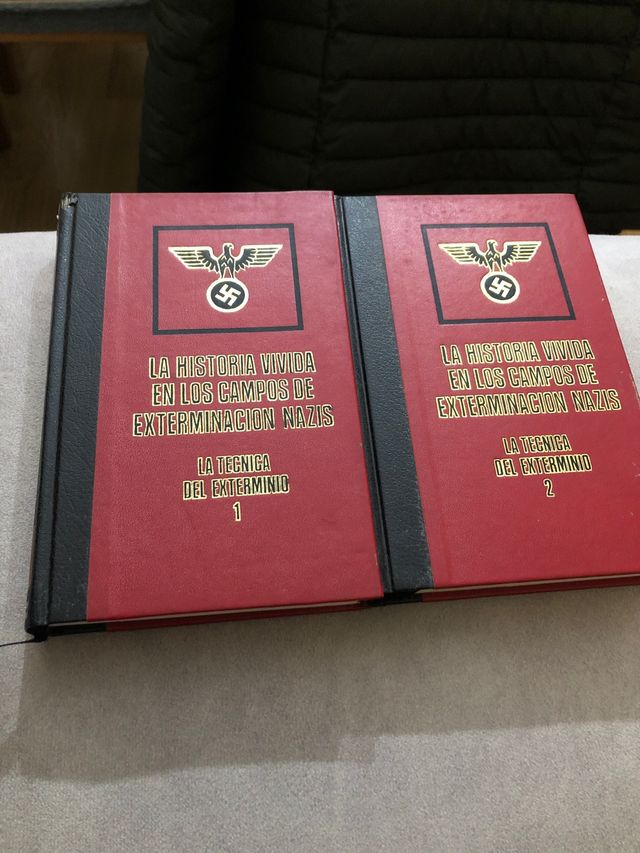 LA HISTORIA VIVIDA
EN LOS CAMPOS DE
EXTERMINACION NAZIS
LA TECNICA
DEL EXTERMINIO
1
LA HISTORIA VIVIDA
EN LOS CAMPOS DE
EXTERMINACION NAZIS
LA TECNICA
DEL EXTERMINIO
2